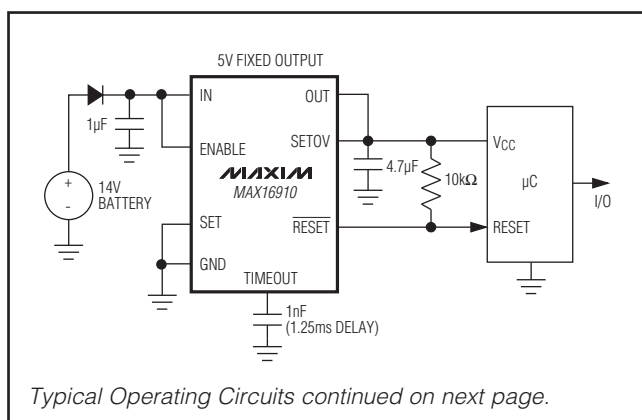 5V FIXED OUTPUT
IN
OUT
1µF
ENABLE
SETOV
4.7µF
10kΩ
VCC
µC
I/O
MAXIM
MAX16910
+
-
14V
BATTERY
SET
RESET
RESET
GND
TIMEOUT
1nF
(1.25ms DELAY)
Typical Operating Circuits continued on next page.